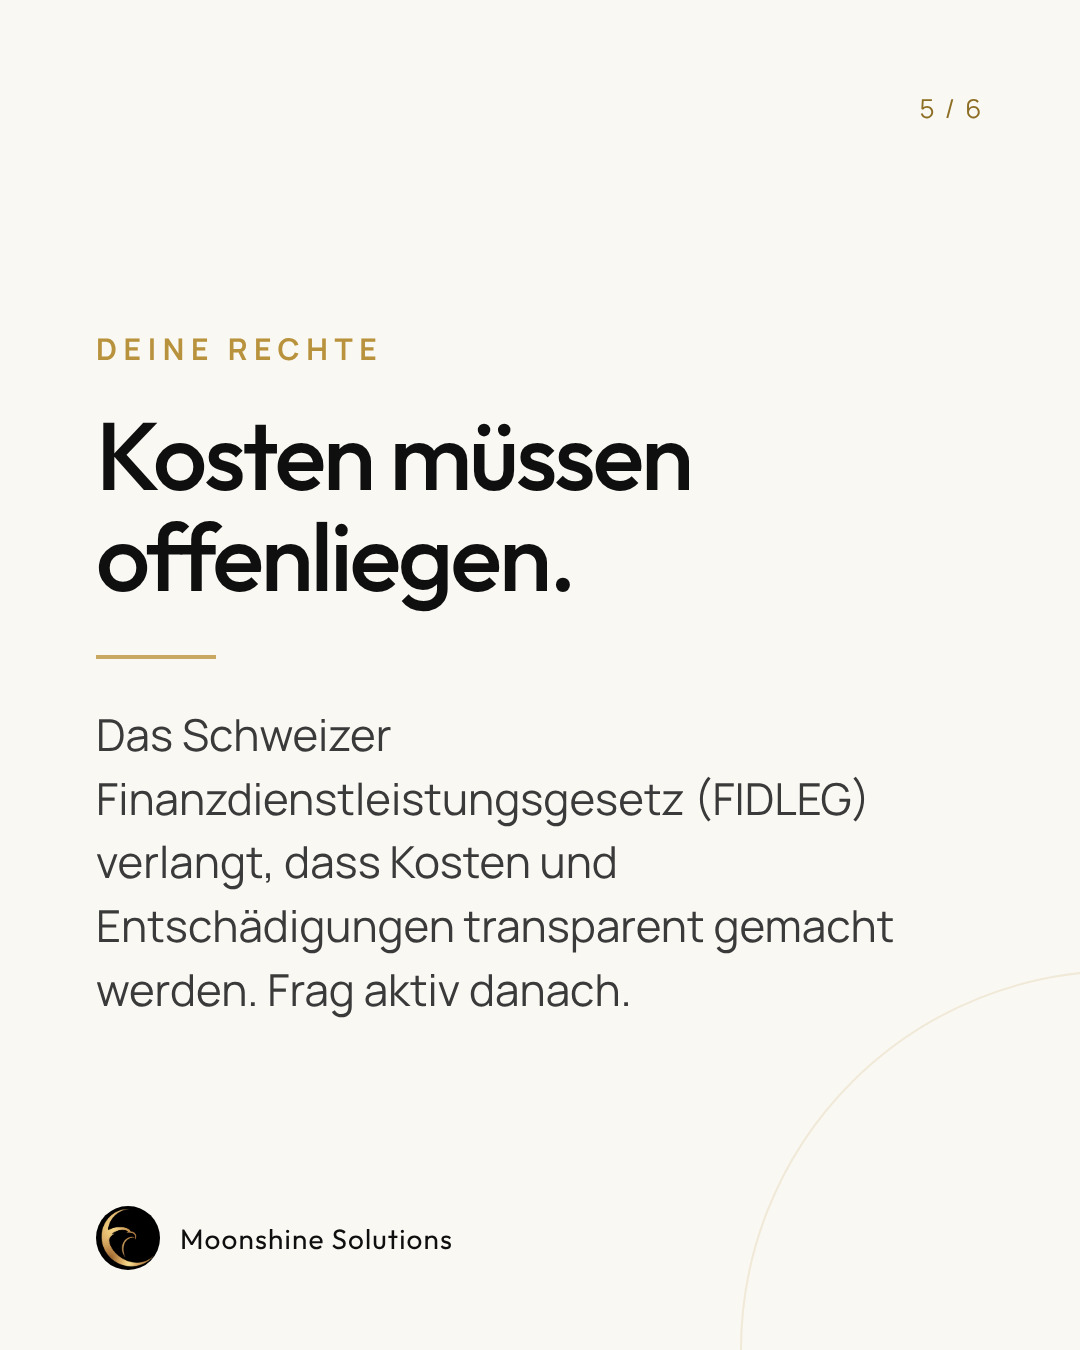 5 / 6
DEINE RECHTE
Kosten müssen
offenliegen.
Das Schweizer
Finanzdienstleistungsgesetz (FIDLEG)
verlangt, dass Kosten und
Entschädigungen transparent gemacht
werden. Frag aktiv danach.
Moonshine Solutions